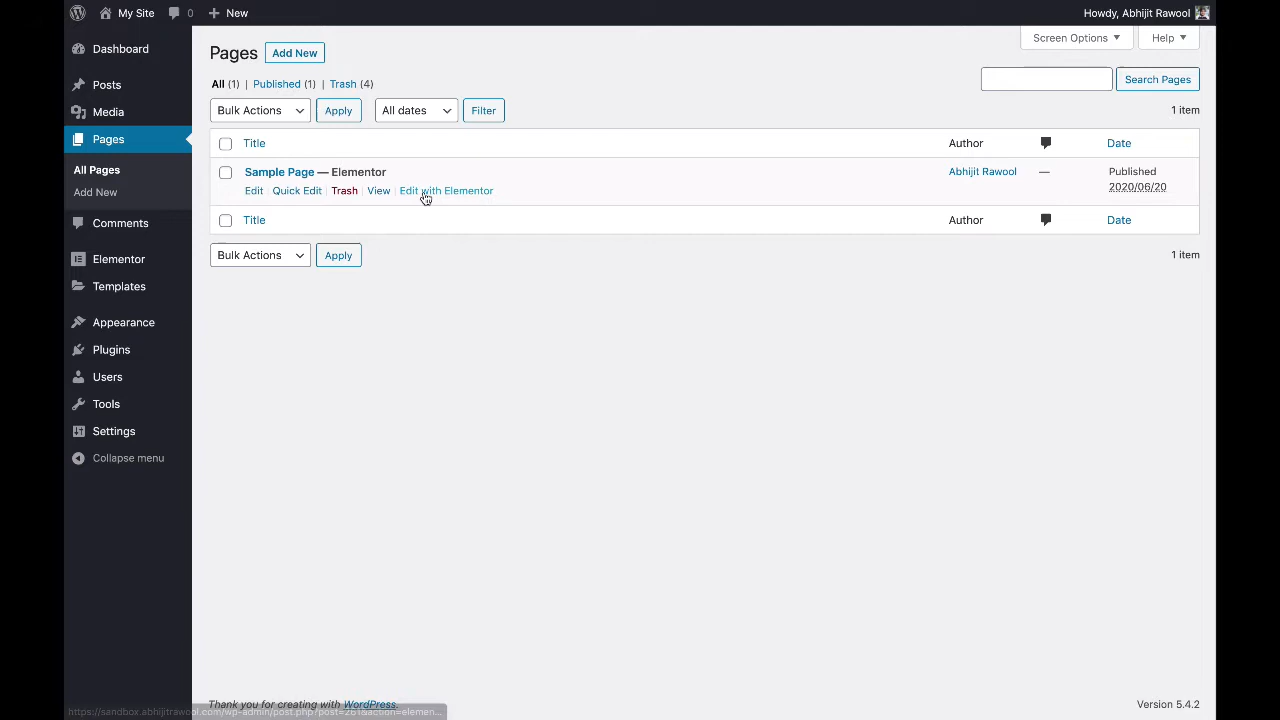 My Site 0 New Howdy, Abhijit Rawool
Dashboard
Posts
Media
Pages
All Pages
Add New
Comments
Elementor
Templates
Appearance
Plugins
Users
Tools
Settings
Collapse menu
Screen Options Help
Pages Add New
All (1) | Published (1) | Trash (4)
Search Pages
Bulk Actions Apply All dates Filter 1 item
Title Author Date
Sample Page — Elementor Abhijit Rawool — Published
Edit | Quick Edit | Trash | View | Edit with Elementor 2020/06/20
Title Author Date
Bulk Actions Apply 1 item
Thank you for creating with WordPress. Version 5.4.2